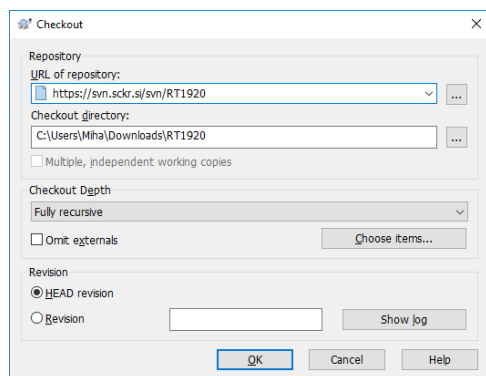 Checkout
Repository
URL of repository:
https://svn.sckr.si/svn/RT1920
...
Checkout directory:
C:\Users\Miha\Downloads\RT1920
...
Multiple, independent working copies
Checkout Depth
Fully recursive
Omit externals
Choose items...
Revision
HEAD revision
Revision
Show log
OK Cancel Help